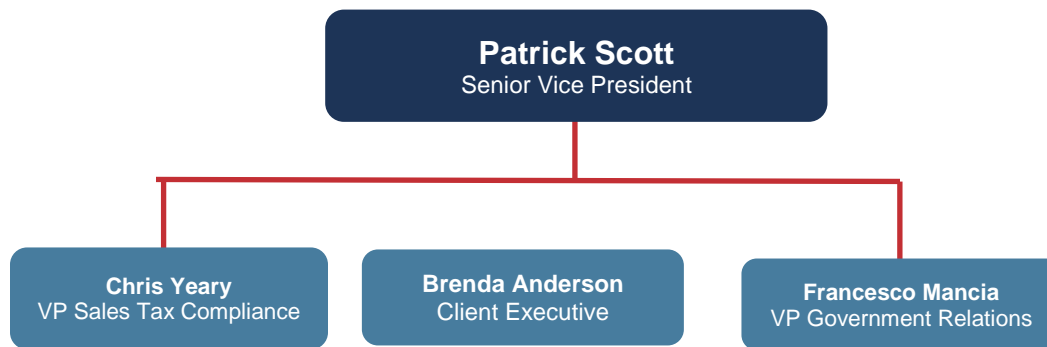 Patrick Scott
Senior Vice President
Chris Yeary
VP Sales Tax Compliance
Brenda Anderson
Client Executive
Francesco Mancia
VP Government Relations